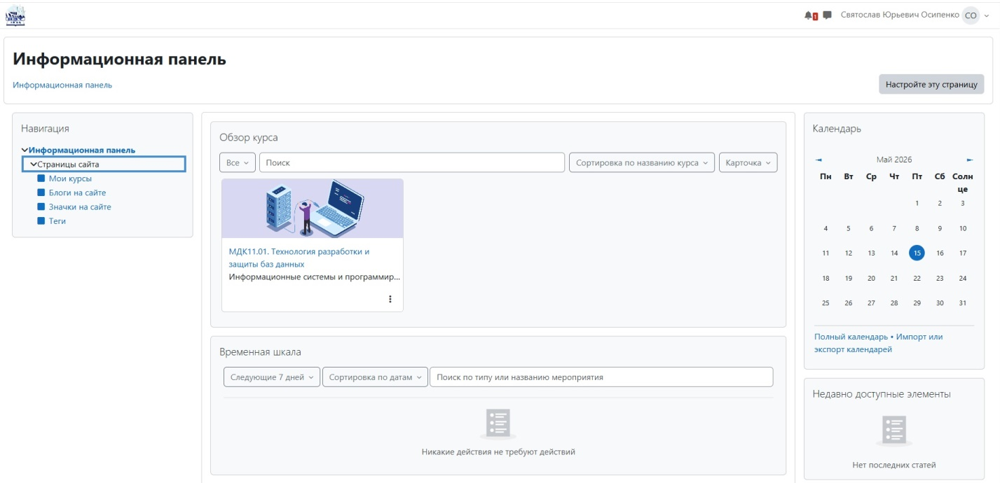 1
Святослав Юрьевич Осипенко
СО
Информационная панель
Информационная панель
Настройте эту страницу
Навигация
Информационная панель
Страницы сайта
Мои курсы
Блоги на сайте
Значки на сайте
Теги
Обзор курса
Все
Поиск
Сортировка по названию курса
Карточка
МДК11.01. Технология разработки и
защиты баз данных
Информационные системы и программир...
Временная шкала
Следующие 7 дней
Сортировка по датам
Поиск по типу или названию мероприятия
Никакие действия не требуют действий
Календарь
Май 2026
Пн Вт Ср Чт Пт Сб Солн
це
1 2 3
4 5 6 7 8 9 10
11 12 13 14 15 16 17
18 19 20 21 22 23 24
25 26 27 28 29 30 31
Полный календарь • Импорт или
экспорт календарей
Недавно доступные элементы
Нет последних статей